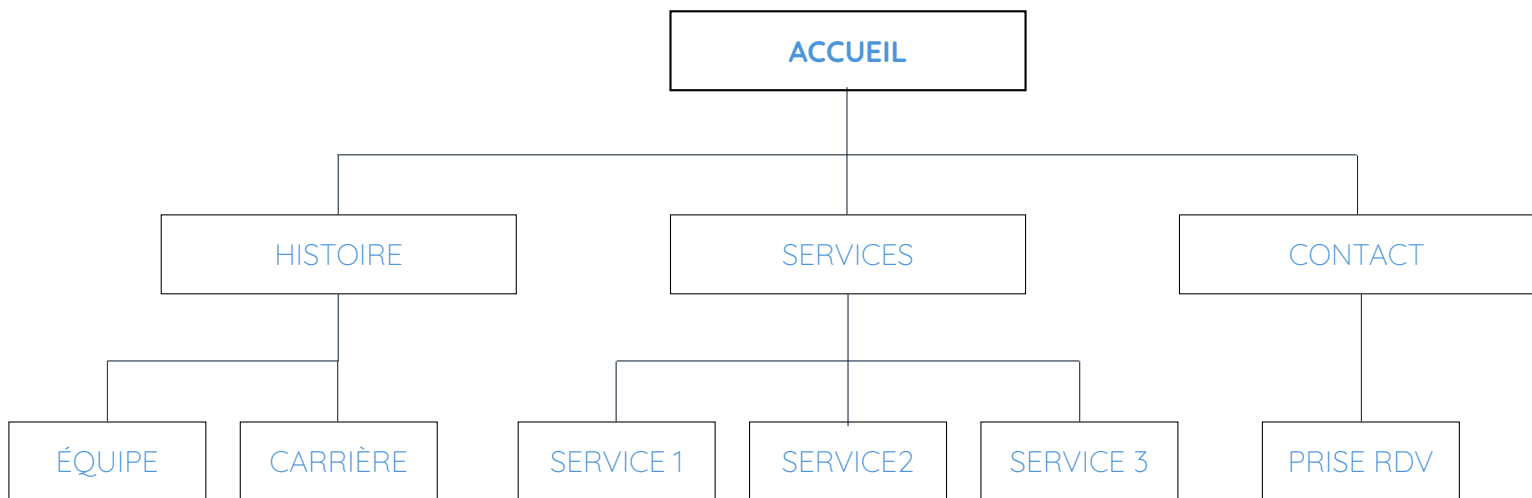 ACCUEIL
HISTOIRE
SERVICES
CONTACT
ÉQUIPE
CARRIÈRE
SERVICE 1
SERVICE2
SERVICE 3
PRISE RDV